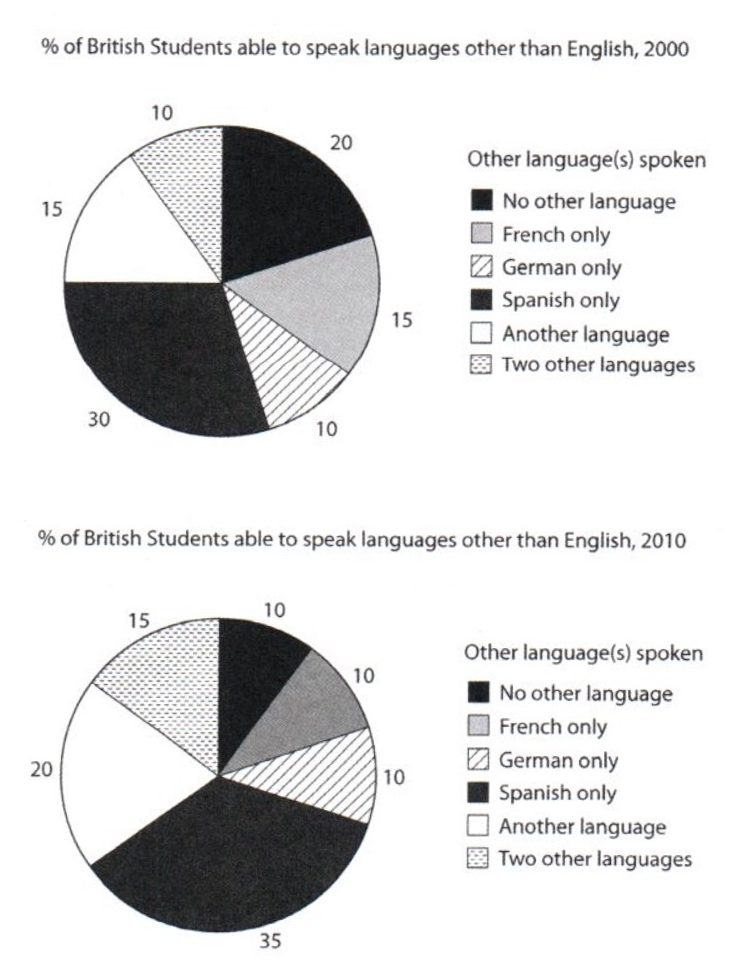 % of British Students able to speak languages other than English, 2000
10
20
Other language(s) spoken
15
No other language
French only
German only
15
Spanish only
Another language
Two other languages
30
10
% of British Students able to speak languages other than English, 2010
10
15
Other language(s) spoken
10
No other language
French only
German only
20
10
Spanish only
Another language
Two other languages
35